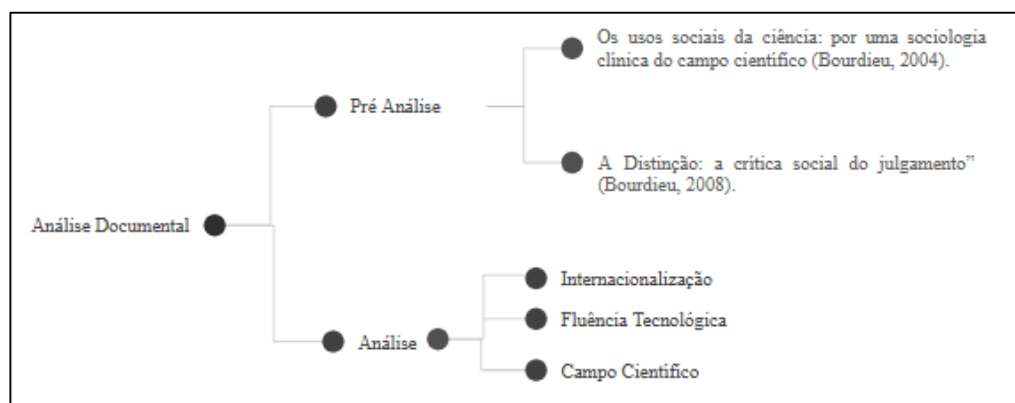 Os usos sociais da ciência: por uma sociologia
clínica do campo científico (Bourdieu, 2004).
Pré Análise
A Distinção: a crítica social do julgamento”
(Bourdieu, 2008).
Análise Documental
Internacionalização
Fluência Tecnológica
Análise
Campo Científico